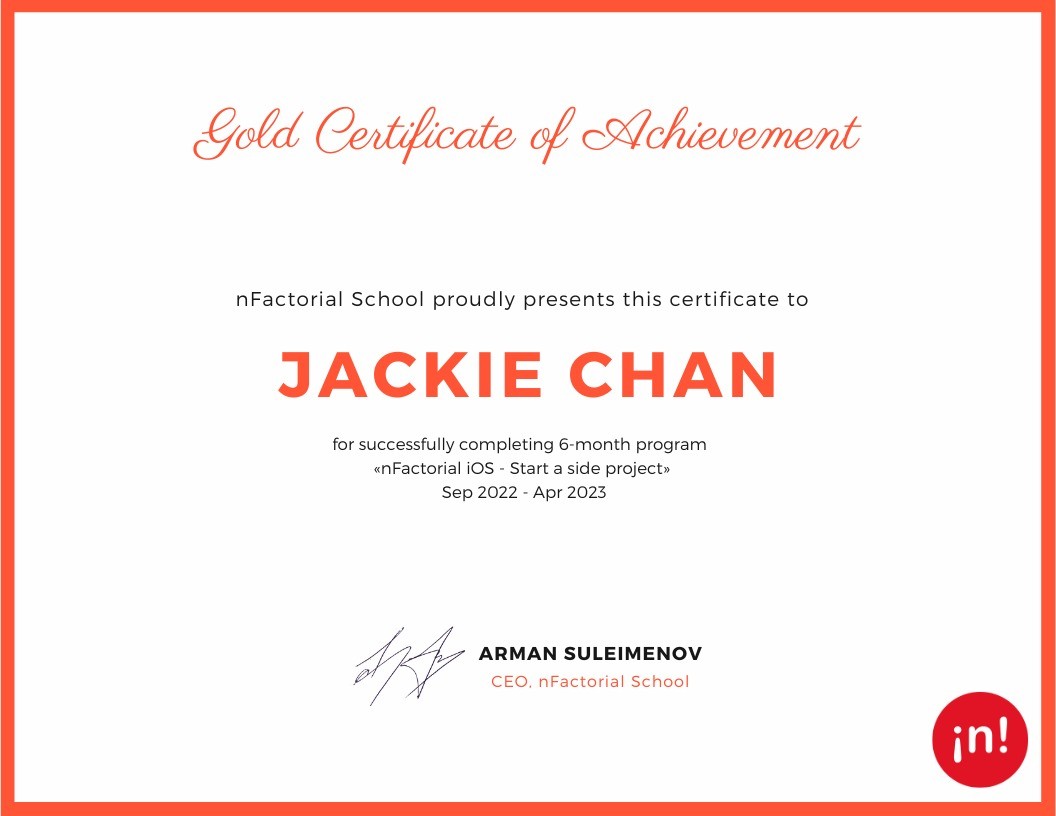 Gold Certificate of Achievement
nFactorial School proudly presents this certificate to
JACKIE CHAN
for successfully completing 6-month program
«nFactorial iOS - Start a side project»
Sep 2022 - Apr 2023
ARMAN SULEIMENOV
CEO, nFactorial School
¡n!